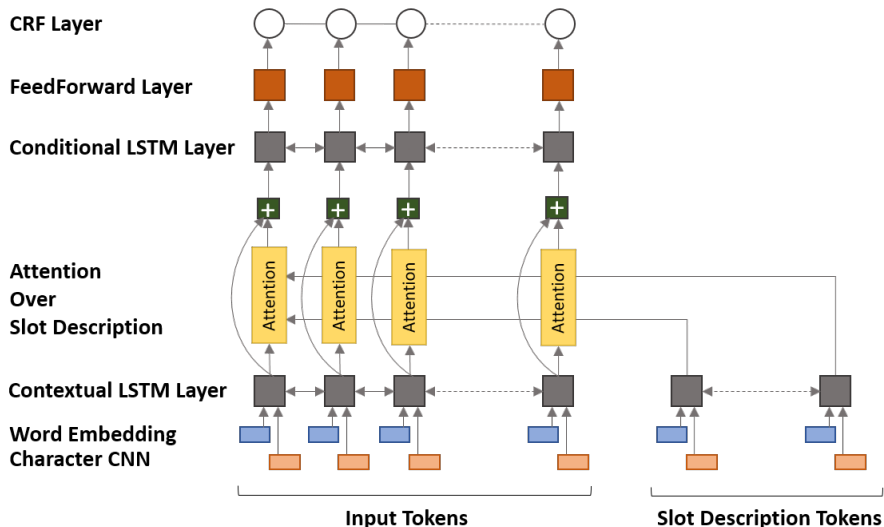 CRF Layer
FeedForward Layer
Conditional LSTM Layer
+ + + +
Attention
Over
Slot Description
Attention Attention Attention Attention
Contextual LSTM Layer
Word Embedding
Character CNN
Input Tokens
Slot Description Tokens